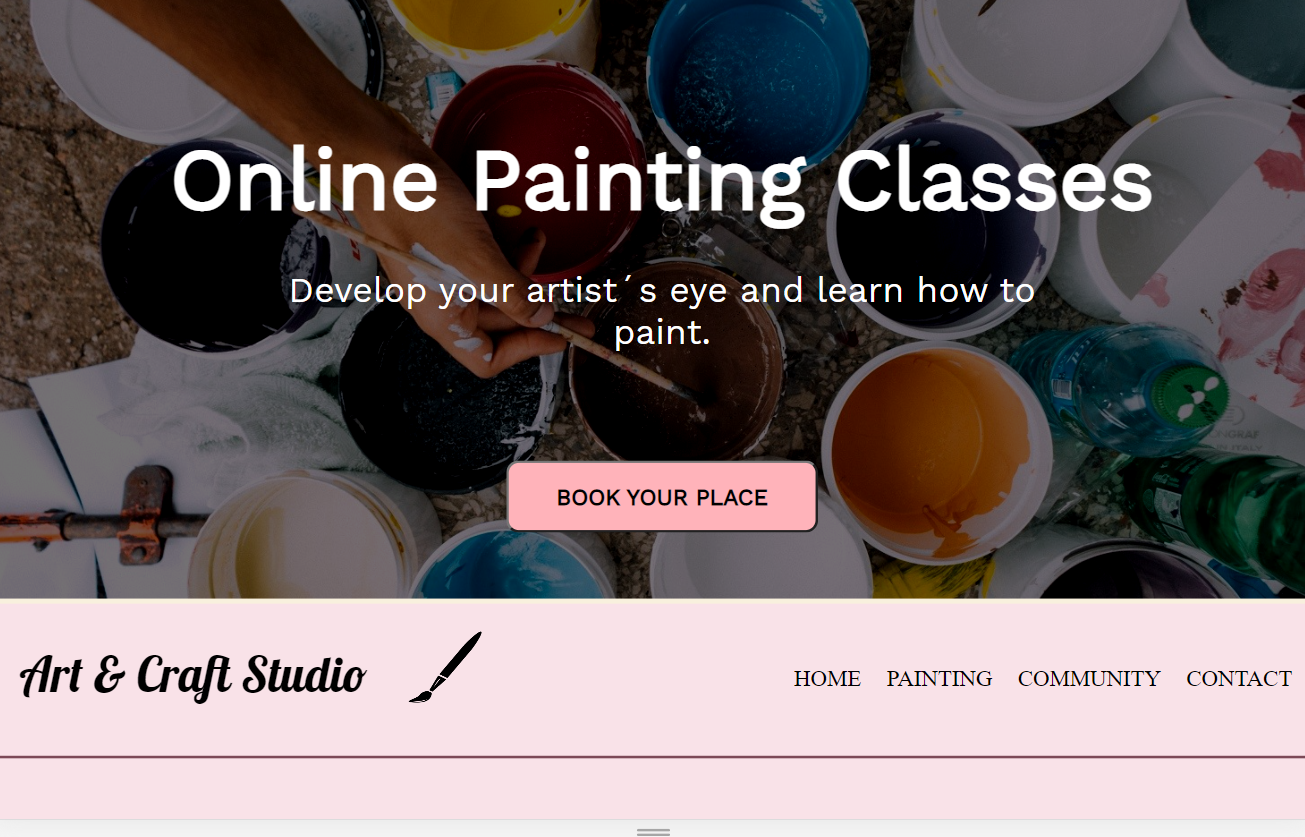 Online Painting Classes
Develop your artist´s eye and learn how to
paint.
BOOK YOUR PLACE
Art & Craft Studio
HOME PAINTING COMMUNITY CONTACT